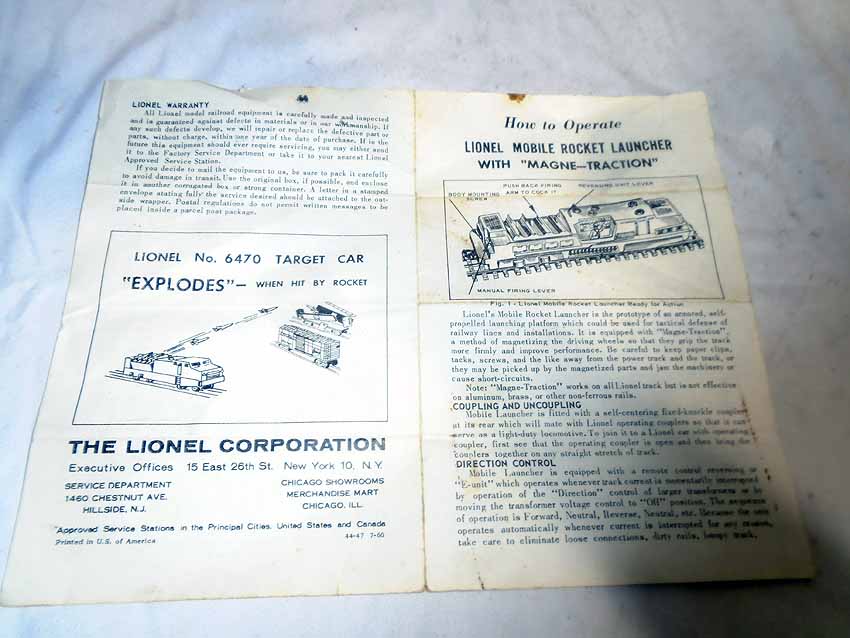 LIONEL WARRANTY
All Lionel model railroad equipment is carefully made and inspected
and is guaranteed against defects in materials or in our workmanship. If
any such defects develop, we will repair or replace the defective part or
parts, without charge, within one year of the date of purchase. If in the
future this equipment should ever require servicing, you may either send
it to the Factory Service Department or take it to your nearest Lionel
Approved Service Station.
If you decide to mail the equipment to us, be sure to pack it carefully
to avoid damage in transit. Use the original box, if possible, and enclose
it in another corrugated box or strong container. A letter in a stamped
envelope stating fully the service desired should be attached to the out-
side wrapper. Postal regulations do not permit written messages to be
placed inside a parcel post package.
LIONEL No. 6470 TARGET CAR
"EXPLODES"— WHEN HIT BY ROCKET
THE LIONEL CORPORATION
Executive Offices 15 East 26th St. New York 10, N.Y.
SERVICE DEPARTMENT
1460 CHESTNUT AVE.
HILLSIDE, N.J.
CHICAGO SHOWROOMS
MERCHANDISE MART
CHICAGO, ILL.
Approved Service Stations in the Principal Cities, United States and Canada
Printed in U.S. of America
44-47 7-60
How to Operate
LIONEL MOBILE ROCKET LAUNCHER
WITH "MAGNE-TRACTION"
BODY MOUNTING
SCREW
PUSH BACK FIRING
ARM TO COCK IT
REVERSING UNIT LEVER
MANUAL FIRING LEVER
Fig. 1 - Lionel Mobile Rocket Launcher Ready for Action
Lionel's Mobile Rocket Launcher is the prototype of an armored, self-
propelled launching platform which could be used for tactical defense of
railway lines and installations. It is equipped with "Magne-Traction",
a method of magnetizing the driving wheels so that they grip the track
more firmly and improve performance. Be careful to keep paper clips,
tacks, screws, and the like away from the power track and the track, or
they may be picked up by the magnetized parts and jam the machinery or
cause short-circuits.
Note: "Magne-Traction" works on all Lionel track but is not effective
on aluminum, brass, or other non-ferrous rails.
COUPLING AND UNCOUPLING
Mobile Launcher is fitted with a self-centering fixed-knuckle coupler
at its rear which will mate with Lionel operating couplers so that it can
serve as a light-duty locomotive. To join it to a Lionel car with operating
coupler, first see that the operating coupler is open and then bring the
couplers together on any straight stretch of track.
DIRECTION CONTROL
Mobile Launcher is equipped with a remote control reversing or
"E-unit" which operates whenever track current is momentarily interrupted
by operation of the "Direction" control of larger transformers or by
moving the transformer voltage control to "Off" position. The sequence
of operation is Forward, Neutral, Reverse, Neutral, etc. Because the unit
operates automatically whenever current is interrupted for any reason,
take care to eliminate loose connections, dirty rails, bumpy track.